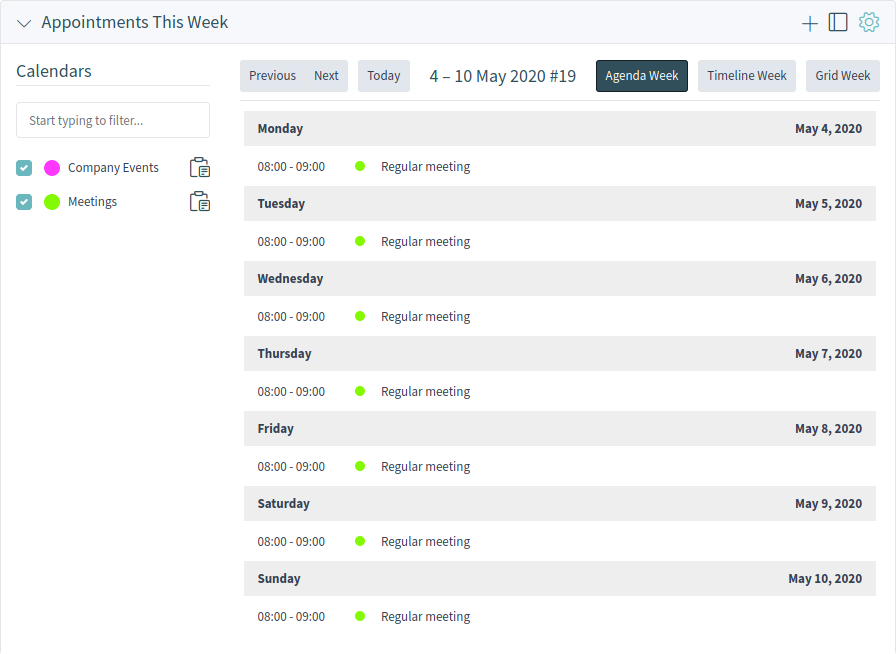 Appointments This Week
Calendars
Start typing to filter...
Company Events
Meetings
Previous Next Today 4 – 10 May 2020 #19 Agenda Week Timeline Week Grid Week
Monday May 4, 2020
08:00 - 09:00 Regular meeting
Tuesday May 5, 2020
08:00 - 09:00 Regular meeting
Wednesday May 6, 2020
08:00 - 09:00 Regular meeting
Thursday May 7, 2020
08:00 - 09:00 Regular meeting
Friday May 8, 2020
08:00 - 09:00 Regular meeting
Saturday May 9, 2020
08:00 - 09:00 Regular meeting
Sunday May 10, 2020
08:00 - 09:00 Regular meeting